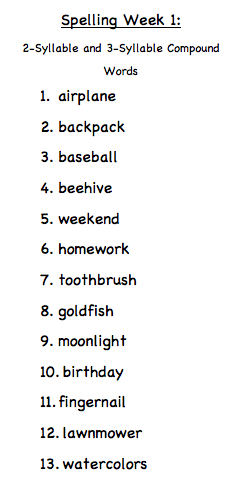 Spelling Week 1:
2-Syllable and 3-Syllable Compound
Words
1. airplane
2. backpack
3. baseball
4. beehive
5. weekend
6. homework
7. toothbrush
8. goldfish
9. moonlight
10. birthday
11. fingernail
12. lawnmower
13. watercolors